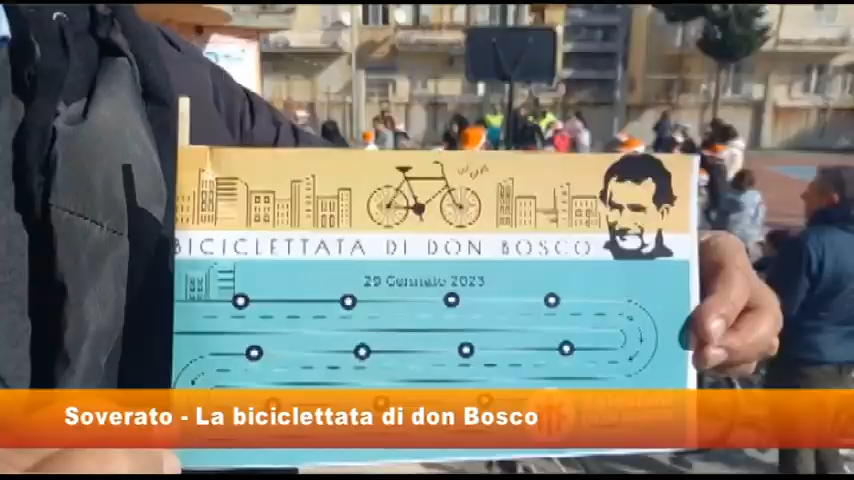 BICICLETTATA DI DON BOSCO
29 Gennaio 2023
Soverato - La biciclettata di don Bosco